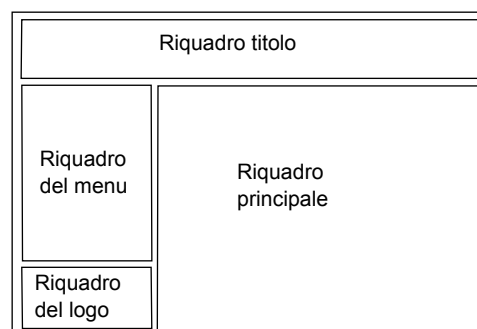 Riquadro titolo
Riquadro
del menu
Riquadro
principale
Riquadro
del logo